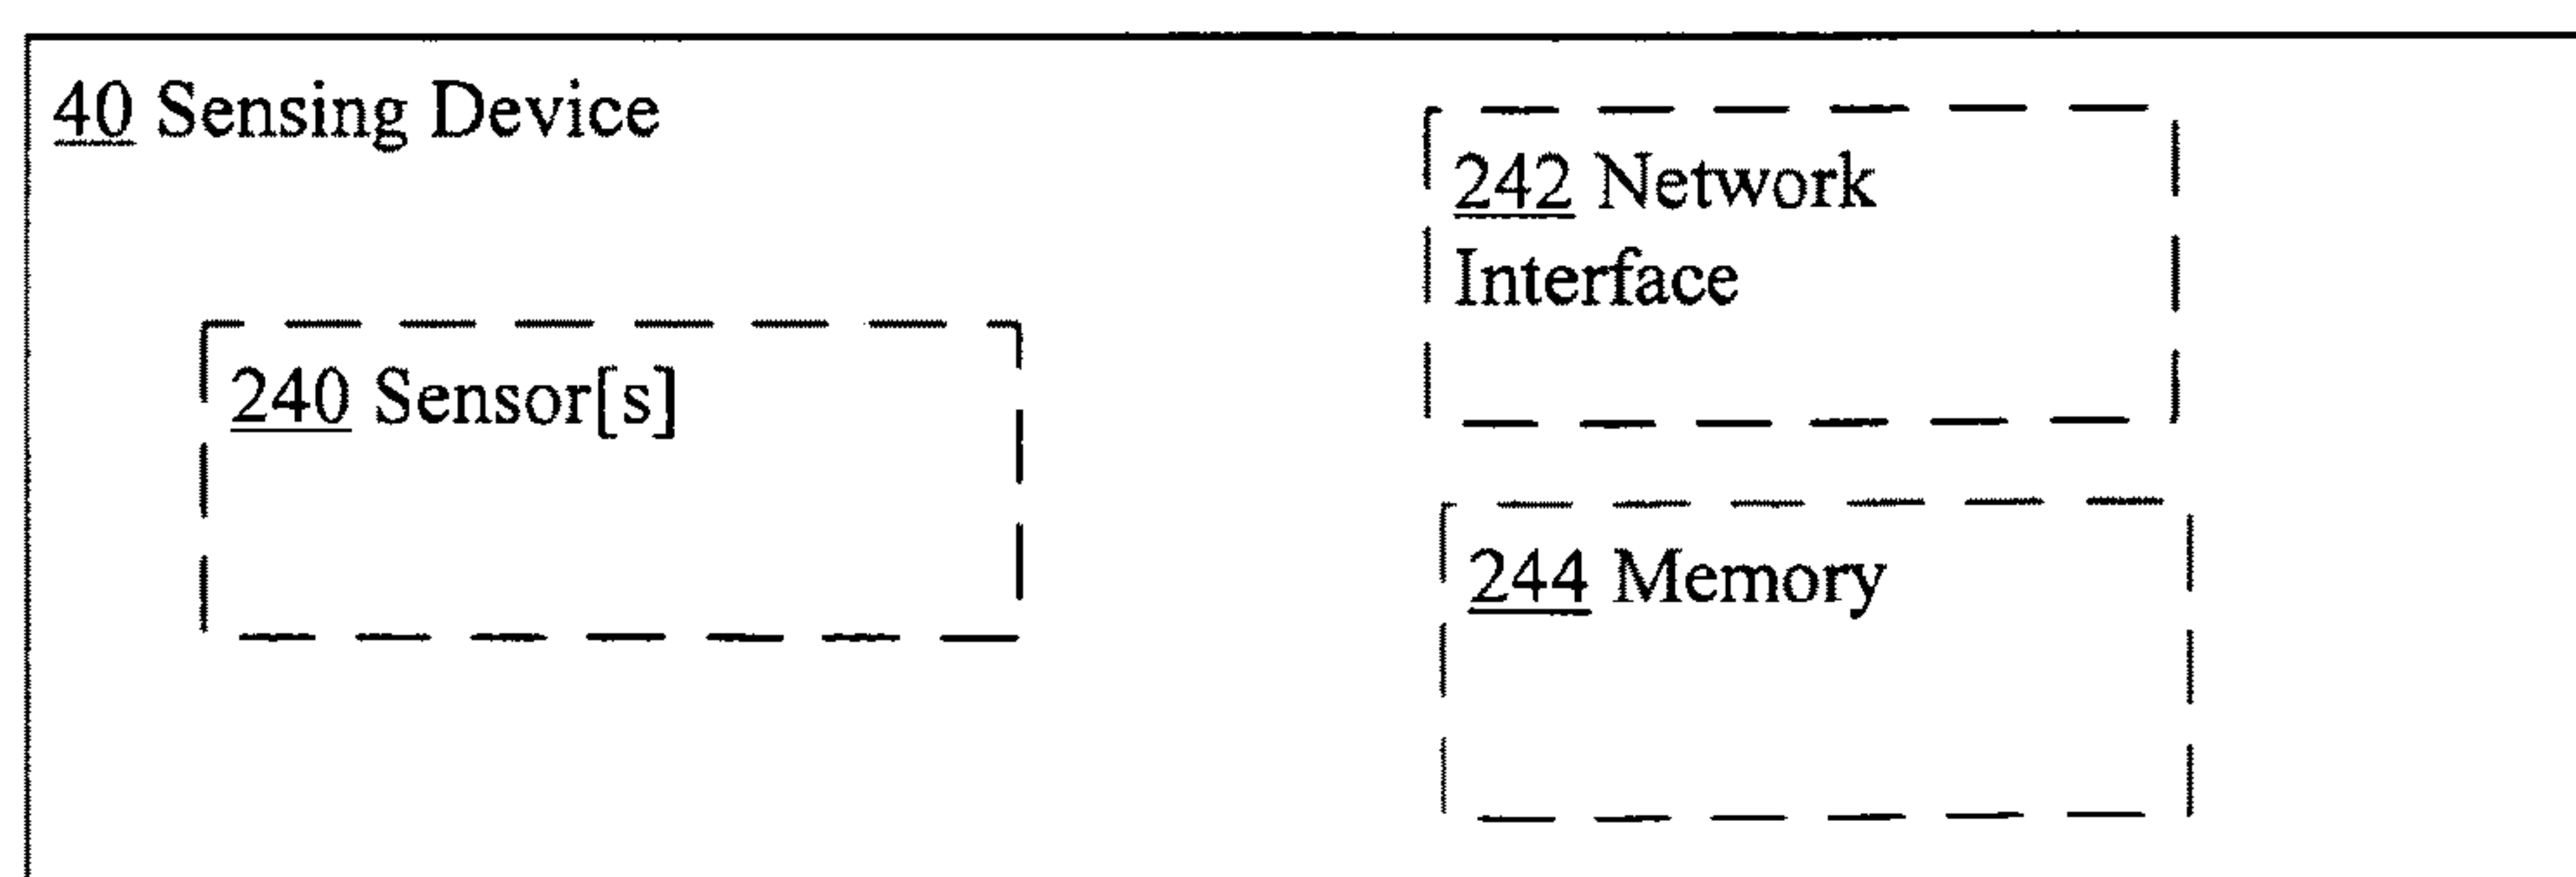 40 Sensing Device
242 Network
Interface
240 Sensor[s]
244 Memory